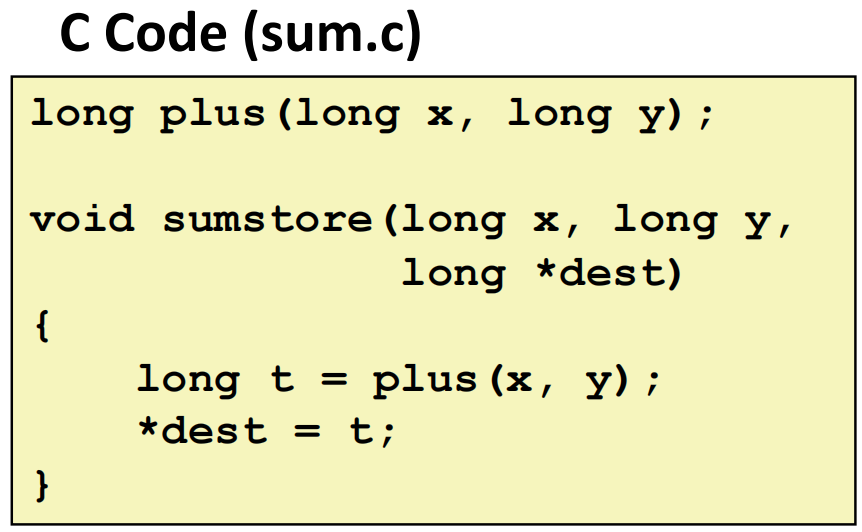 C Code (sum.c)
long plus(long x, long y);
void sumstore(long x, long y,
              long *dest)
{
    long t = plus(x, y);
    *dest = t;
}